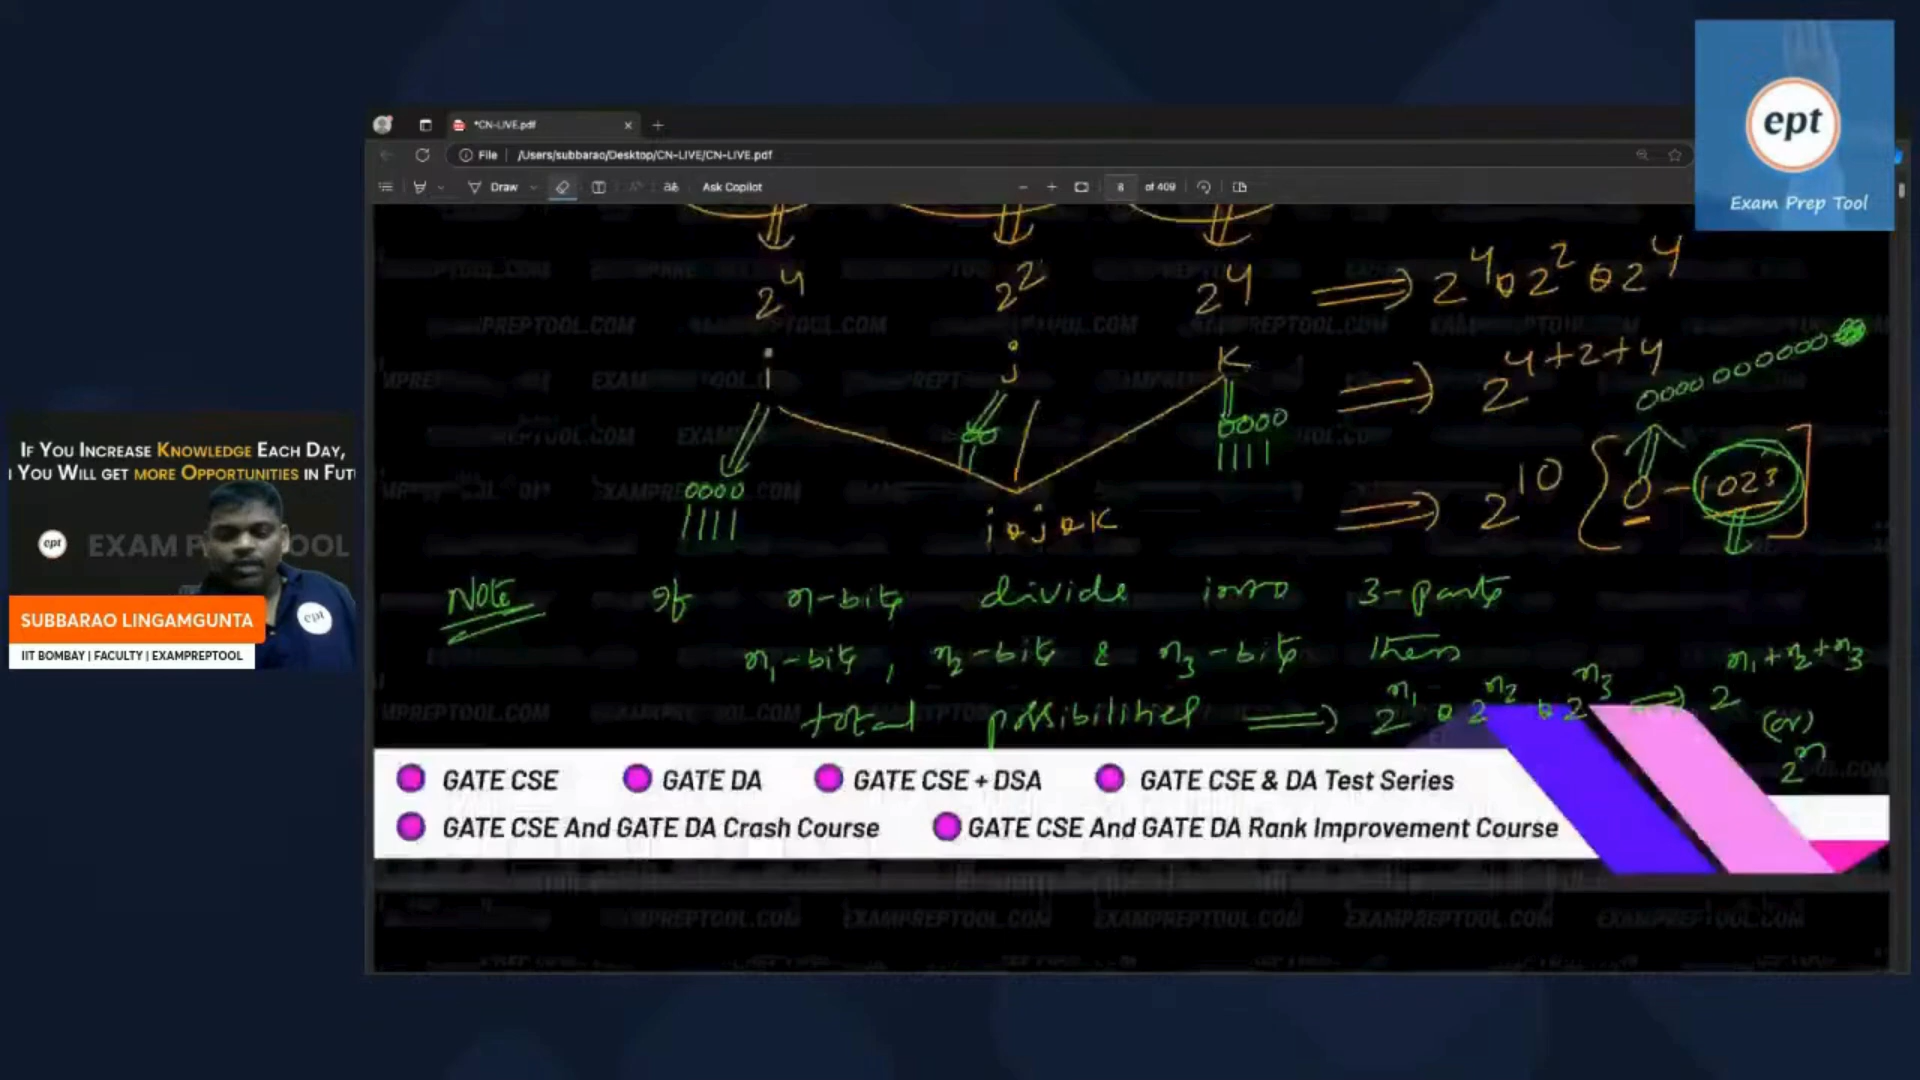 ept
Exam Prep Tool
*CN-LIVE.pdf
File | /Users/subbarao/Desktop/CN-LIVE/CN-LIVE.pdf
Draw
Ask Copilot
8 of 409
2^4 2^2 2^4 ⟹ 2^4 * 2^2 * 2^4
i j K ⟹ 2^4+2+4
0000 00 0000
00 0000
11 1111
0000
1111
i * j * K
⟹ 2^10 [0 - 1023]
Note If n-bits divide into 3-parts
n1-bits, n2-bits & n3-bits then
total possibilities ⟹ 2^n1 * 2^n2 * 2^n3 ⟹ 2^n1+n2+n3
(or)
2^n
IF YOU INCREASE KNOWLEDGE EACH DAY,
YOU WILL GET MORE OPPORTUNITIES IN FUT
ept
SUBBARAO LINGAMGUNTA
IIT BOMBAY | FACULTY | EXAMPREPTOOL
GATE CSE
GATE DA
GATE CSE + DSA
GATE CSE & DA Test Series
GATE CSE And GATE DA Crash Course
GATE CSE And GATE DA Rank Improvement Course
EXAMPREPTOOL.COM